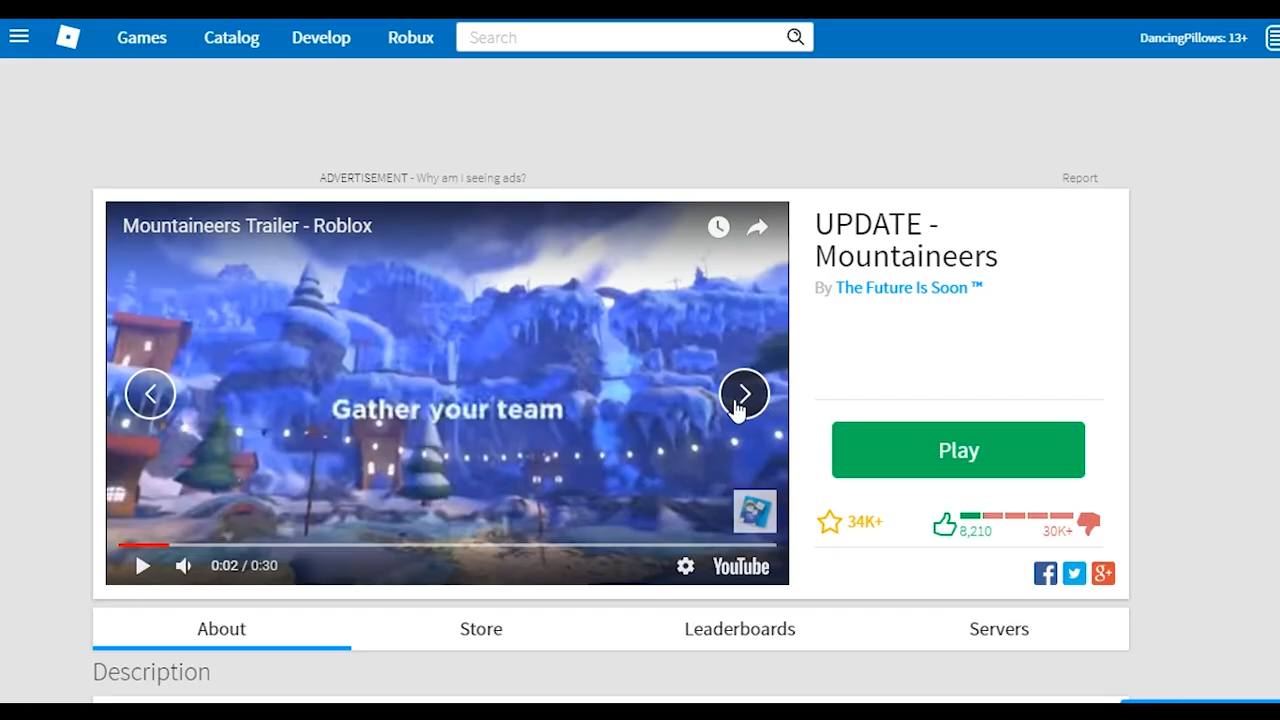 Games
Catalog
Develop
Robux
Search
DancingPillows: 13+
ADVERTISEMENT - Why am I seeing ads?
Report
Mountaineers Trailer - Roblox
Gather your team
0:02 / 0:30
YouTube
UPDATE -
Mountaineers
By The Future Is Soon ™
Play
34K+
8,210
30K+
f
g+
About
Store
Leaderboards
Servers
Description